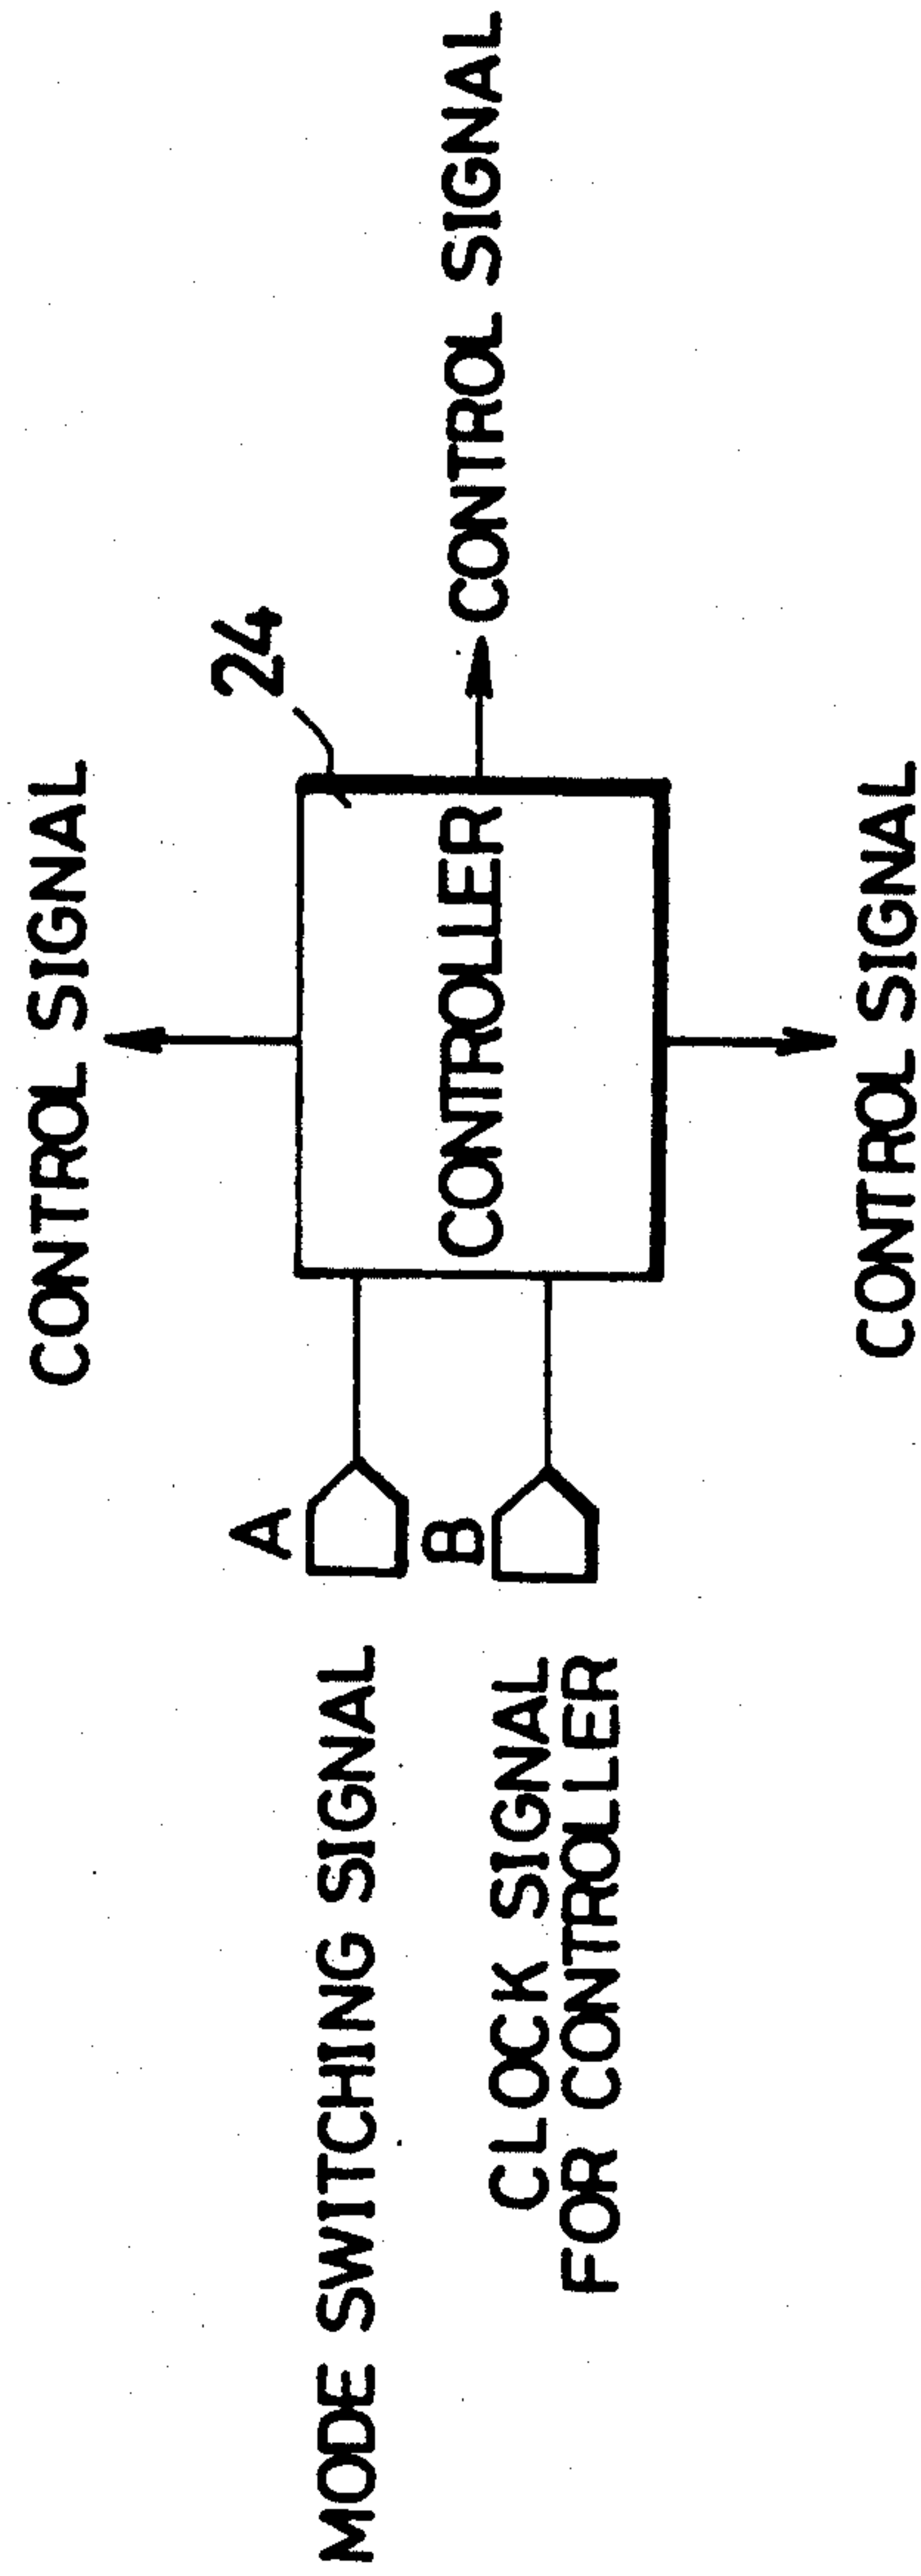 CONTROL SIGNAL
24
A
MODE SWITCHING SIGNAL
CONTROLLER
CONTROL SIGNAL
B
CLOCK SIGNAL
FOR CONTROLLER
CONTROL SIGNAL